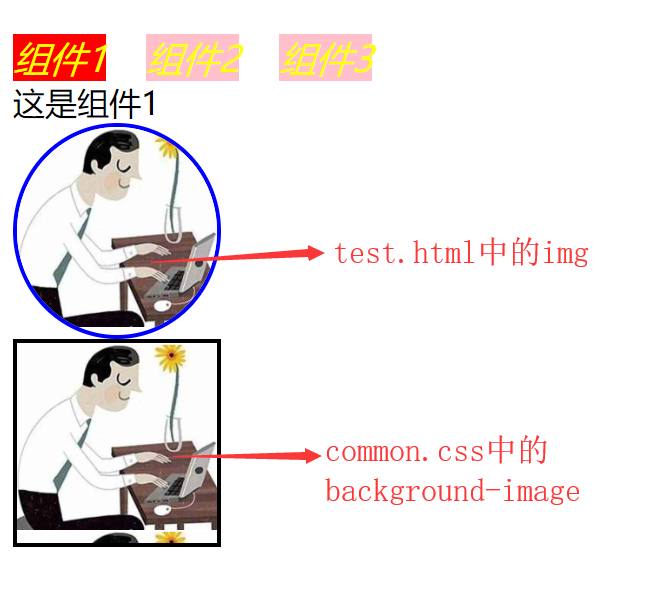 组件1 组件2 组件3
这是组件1
test.html中的img
common.css中的
background-image